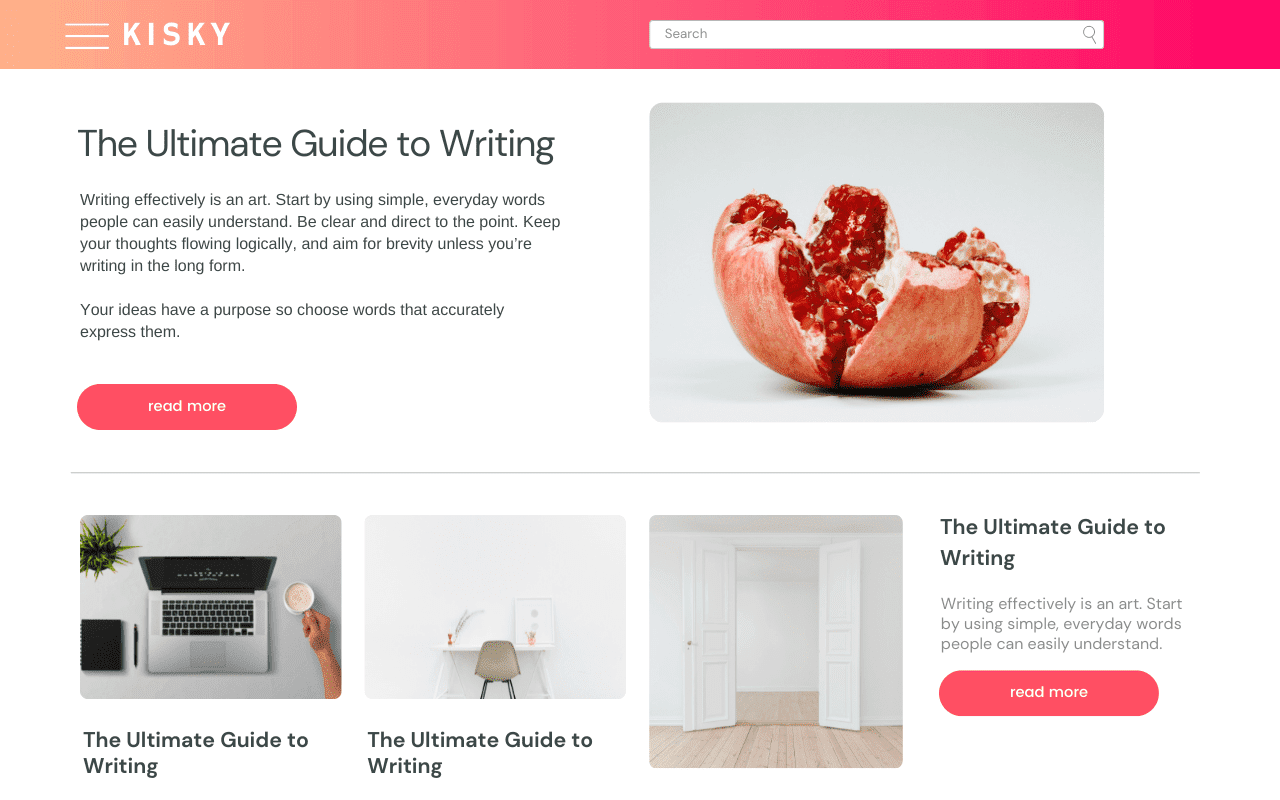 KISKY
Search
The Ultimate Guide to Writing
Writing effectively is an art. Start by using simple, everyday words
people can easily understand. Be clear and direct to the point. Keep
your thoughts flowing logically, and aim for brevity unless you’re
writing in the long form.
Your ideas have a purpose so choose words that accurately
express them.
read more
The Ultimate Guide to
Writing
The Ultimate Guide to
Writing
The Ultimate Guide to
Writing
Writing effectively is an art. Start
by using simple, everyday words
people can easily understand.
read more